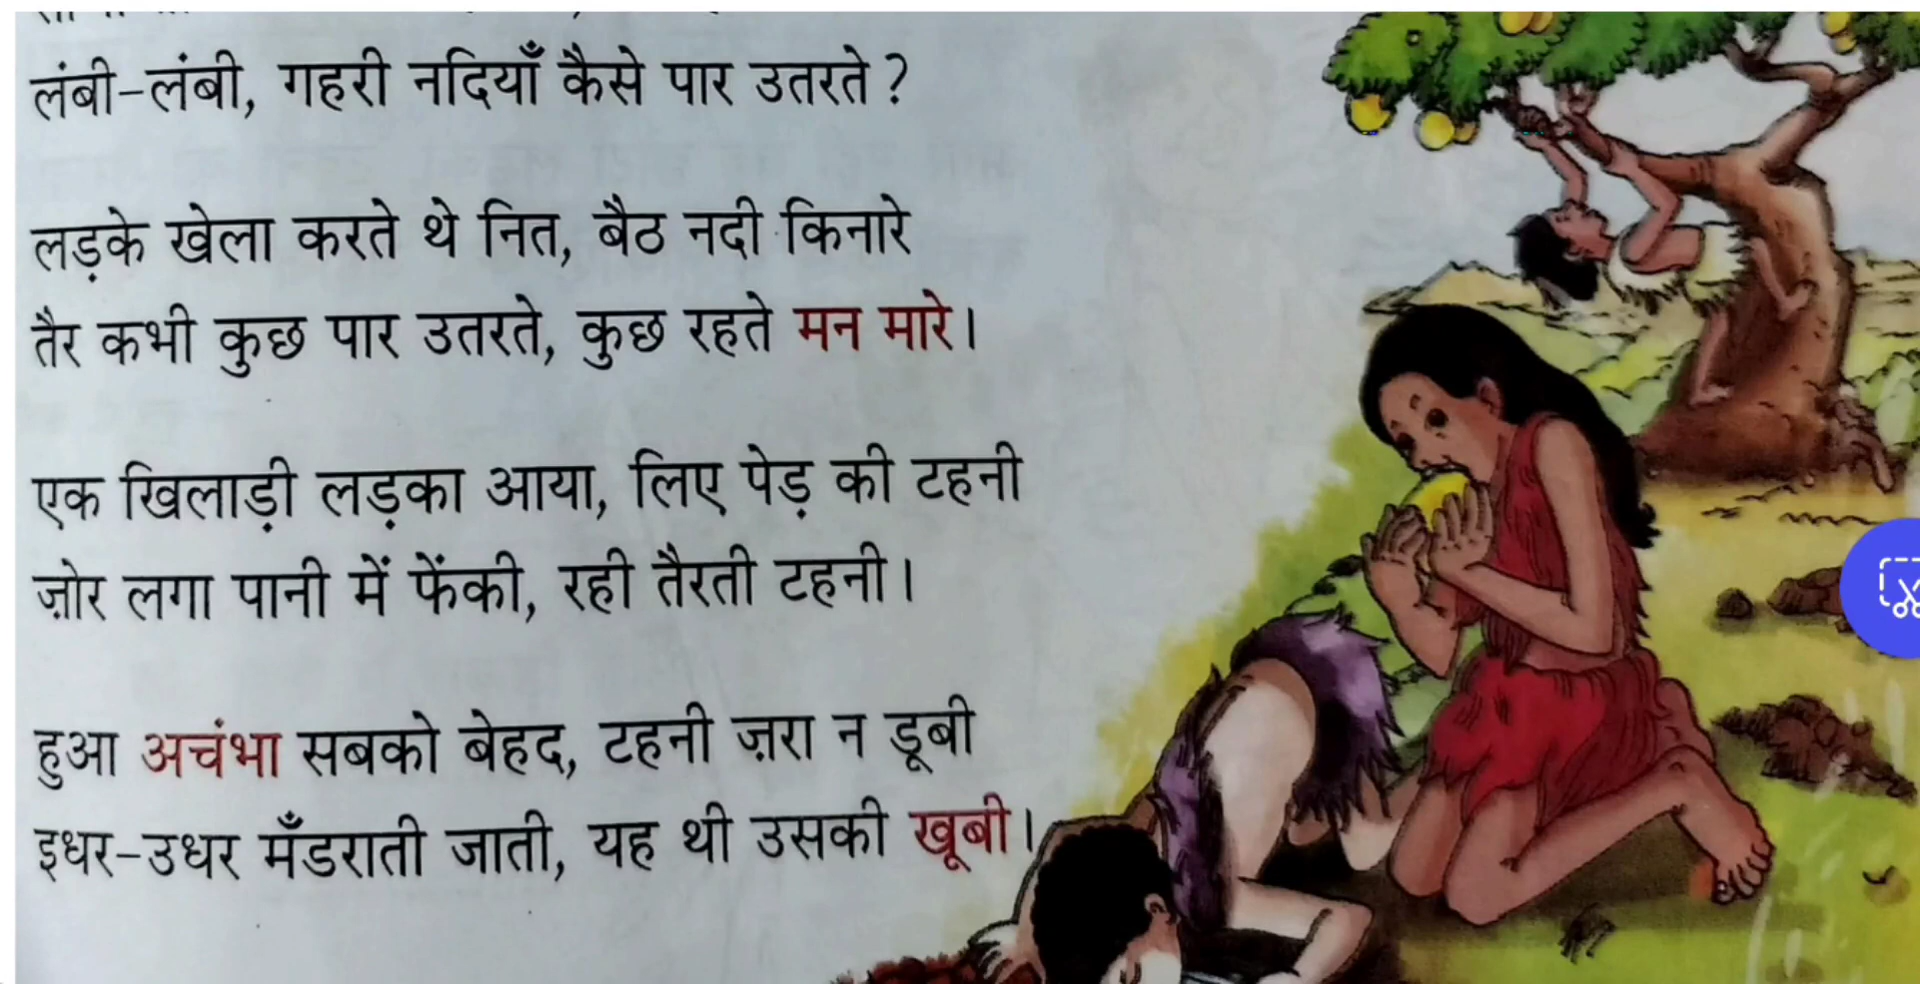 लंबी-लंबी, गहरी नदियाँ कैसे पार उतरते ?
लड़के खेला करते थे नित, बैठ नदी किनारे
तैर कभी कुछ पार उतरते, कुछ रहते मन मारे।
एक खिलाड़ी लड़का आया, लिए पेड़ की टहनी
ज़ोर लगा पानी में फेंकी, रही तैरती टहनी।
हुआ अचंभा सबको बेहद, टहनी ज़रा न डूबी
इधर-उधर मँडराती जाती, यह थी उसकी खूबी।